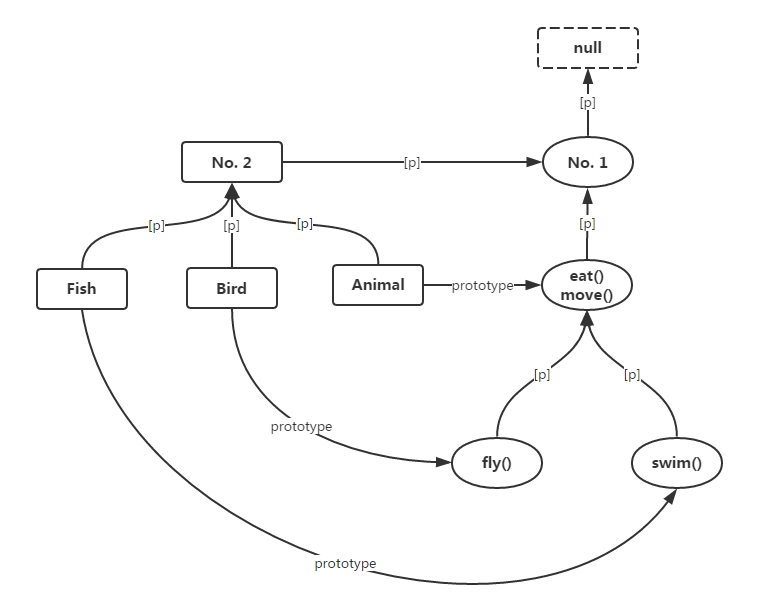 null
[p]
No. 2
[p]
No. 1
[p]
[p]
[p]
[p]
Fish
Bird
Animal
prototype
eat()
move()
[p]
[p]
prototype
fly()
swim()
prototype